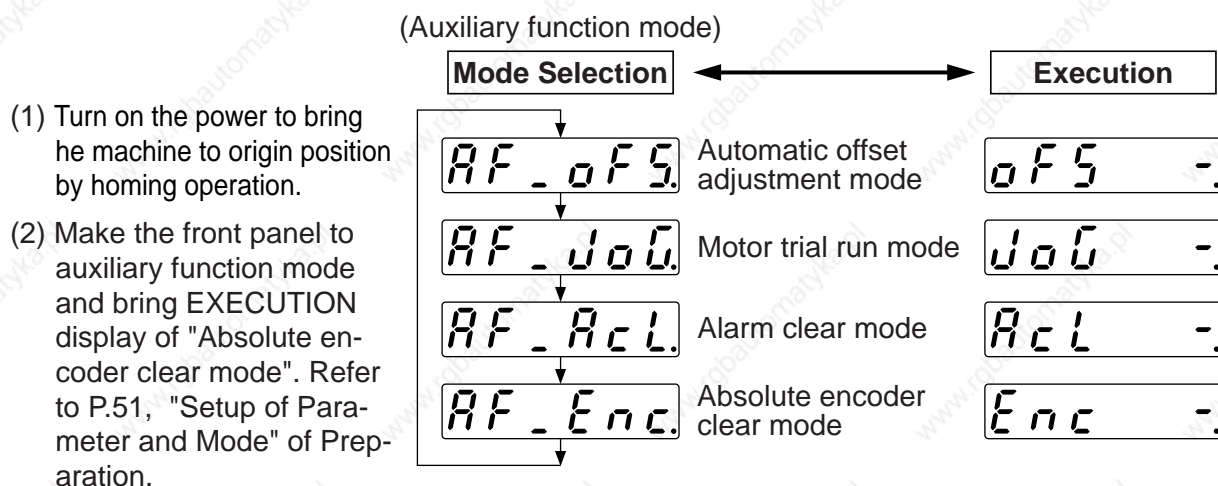 (Auxiliary function mode)
Mode Selection
Execution
(1) Turn on the power to bring
he machine to origin position
by homing operation.
(2) Make the front panel to
auxiliary function mode
and bring EXECUTION
display of "Absolute en-
coder clear mode". Refer
to P.51, "Setup of Para-
meter and Mode" of Prep-
aration.
AF_oFS.
Automatic offset
adjustment mode
oFS -.
AF_JoG.
Motor trial run mode
JoG -.
AF_AcL.
Alarm clear mode
AcL -.
AF_Enc.
Absolute encoder
clear mode
Enc -.
www.rgbautomatyka.pl